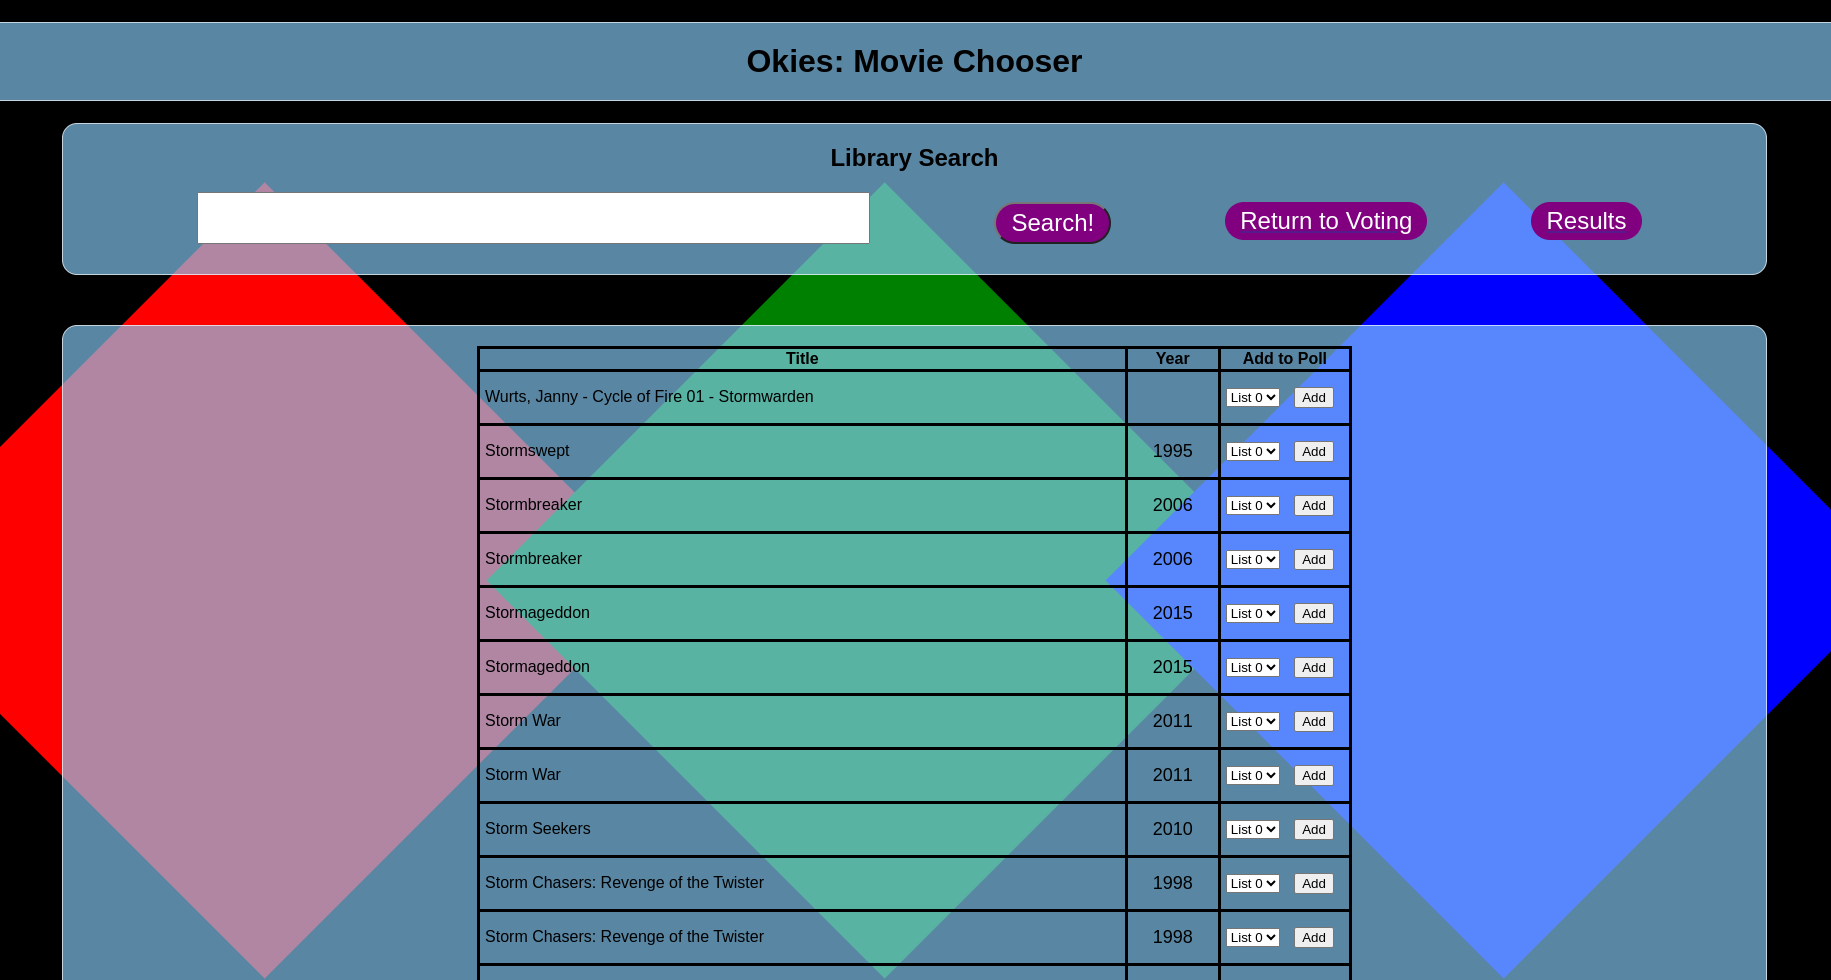 Okies: Movie Chooser
Library Search
Search! Return to Voting Results
Title Year Add to Poll
Wurts, Janny - Cycle of Fire 01 - Stormwarden List 0 Add
Stormswept 1995 List 0 Add
Stormbreaker 2006 List 0 Add
Stormbreaker 2006 List 0 Add
Stormageddon 2015 List 0 Add
Stormageddon 2015 List 0 Add
Storm War 2011 List 0 Add
Storm War 2011 List 0 Add
Storm Seekers 2010 List 0 Add
Storm Chasers: Revenge of the Twister 1998 List 0 Add
Storm Chasers: Revenge of the Twister 1998 List 0 Add